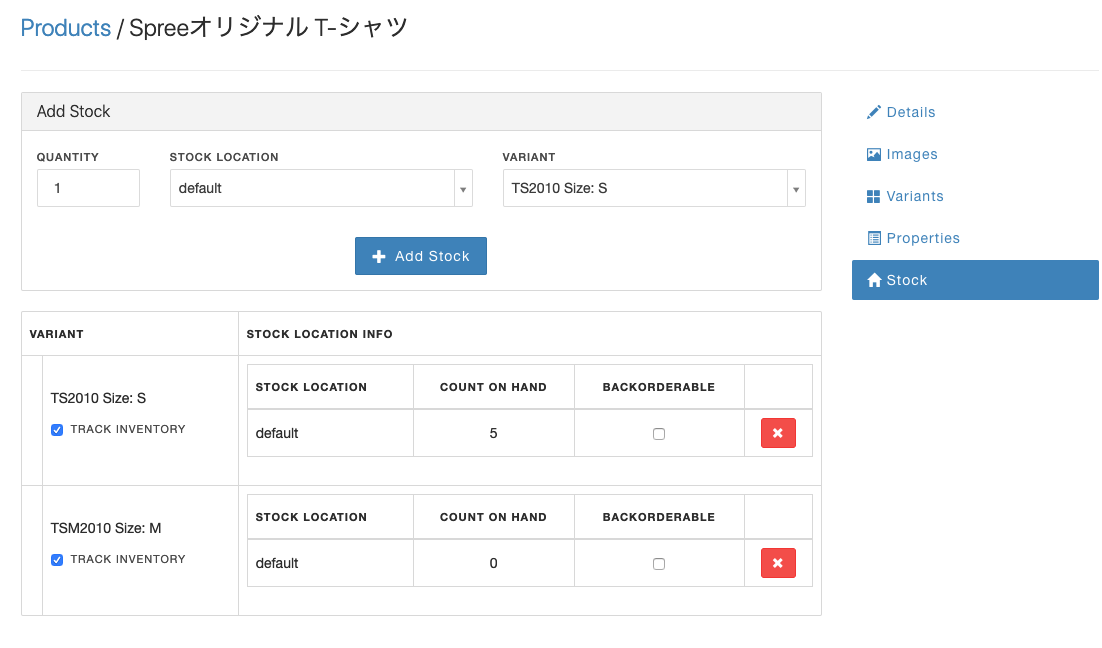 Products / Spreeオリジナル T-シャツ
Add Stock
QUANTITY STOCK LOCATION VARIANT
1 default TS2010 Size: S
Add Stock
Details
Images
Variants
Properties
Stock
VARIANT STOCK LOCATION INFO
TS2010 Size: S
TRACK INVENTORY
STOCK LOCATION COUNT ON HAND BACKORDERABLE
default 5
TSM2010 Size: M
TRACK INVENTORY
STOCK LOCATION COUNT ON HAND BACKORDERABLE
default 0